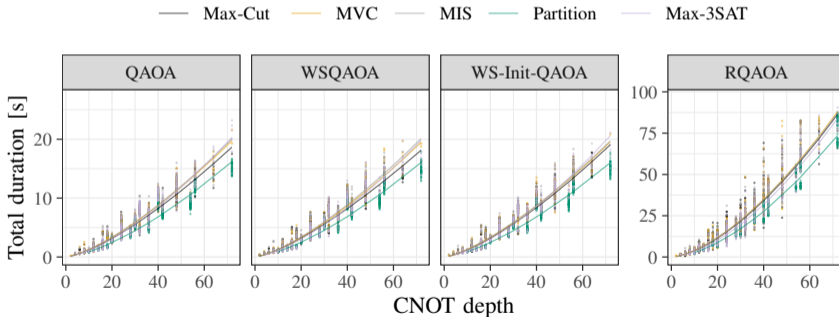 Max-Cut MVC MIS Partition Max-3SAT
QAOA WSQAOA WS-Init-QAOA RQAOA
Total duration [s]
20
10
0
100
75
50
25
0
0 20 40 60 0 20 40 60 0 20 40 60 0 20 40 60
CNOT depth